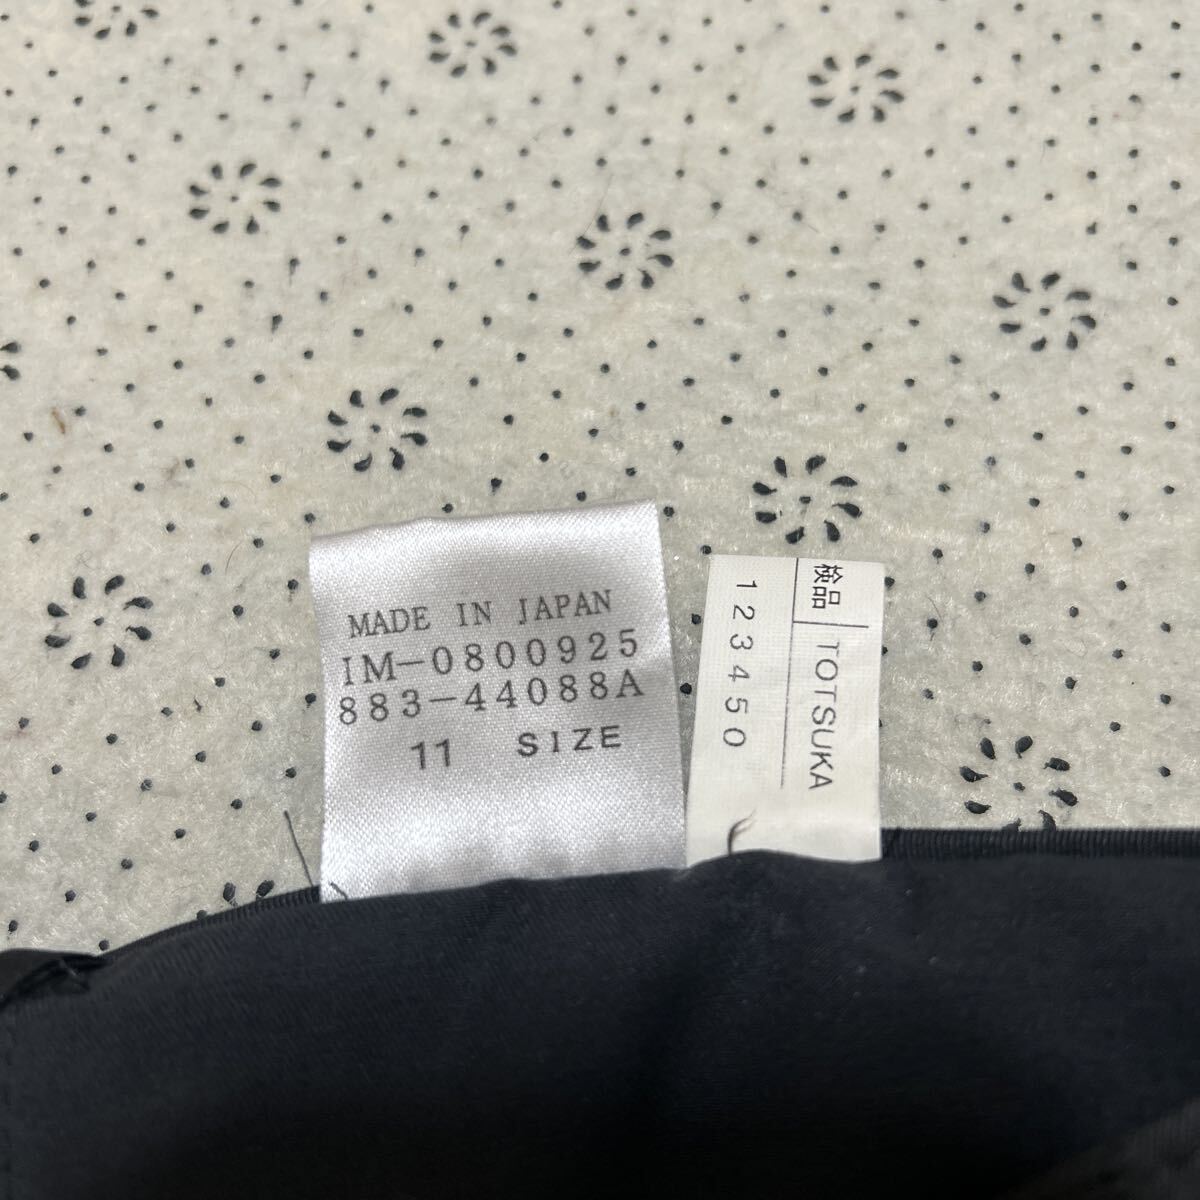 MADE IN JAPAN
IM-0800925
883-44088A
11 SIZE
検品 TOTSUKA
123450